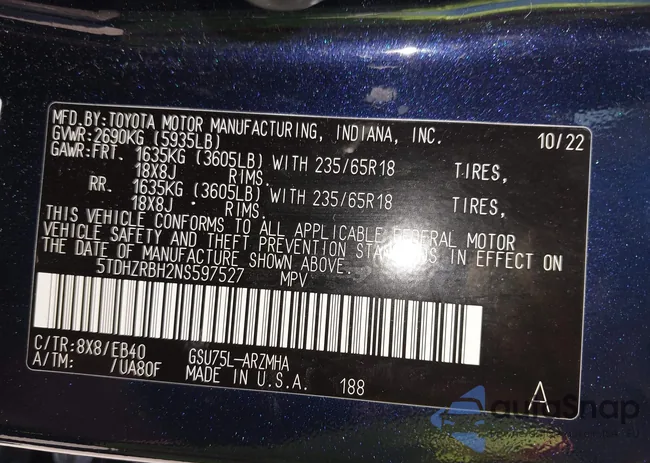 MFD.BY:TOYOTA MOTOR MANUFACTURING, INDIANA, INC. 10/22
GVWR:2690KG (5935LB)
GAWR:FRT. 1635KG (3605LB) WITH 235/65R18 TIRES,
18X8J RIMS.
RR. 1635KG (3605LB) WITH 235/65R18 TIRES,
18X8J · RIMS.
THIS VEHICLE CONFORMS TO ALL APPLICABLE FEDERAL MOTOR
VEHICLE SAFETY AND THEFT PREVENTION STANDARDS IN EFFECT ON
THE DATE OF MANUFACTURE SHOWN ABOVE.
5TDHZRBH2NS597527 MPV
C/TR:8X8/EB40 GSU75L-ARZMHA
A/TM: /UA80F MADE IN U.S.A. 188 A
autoSnap